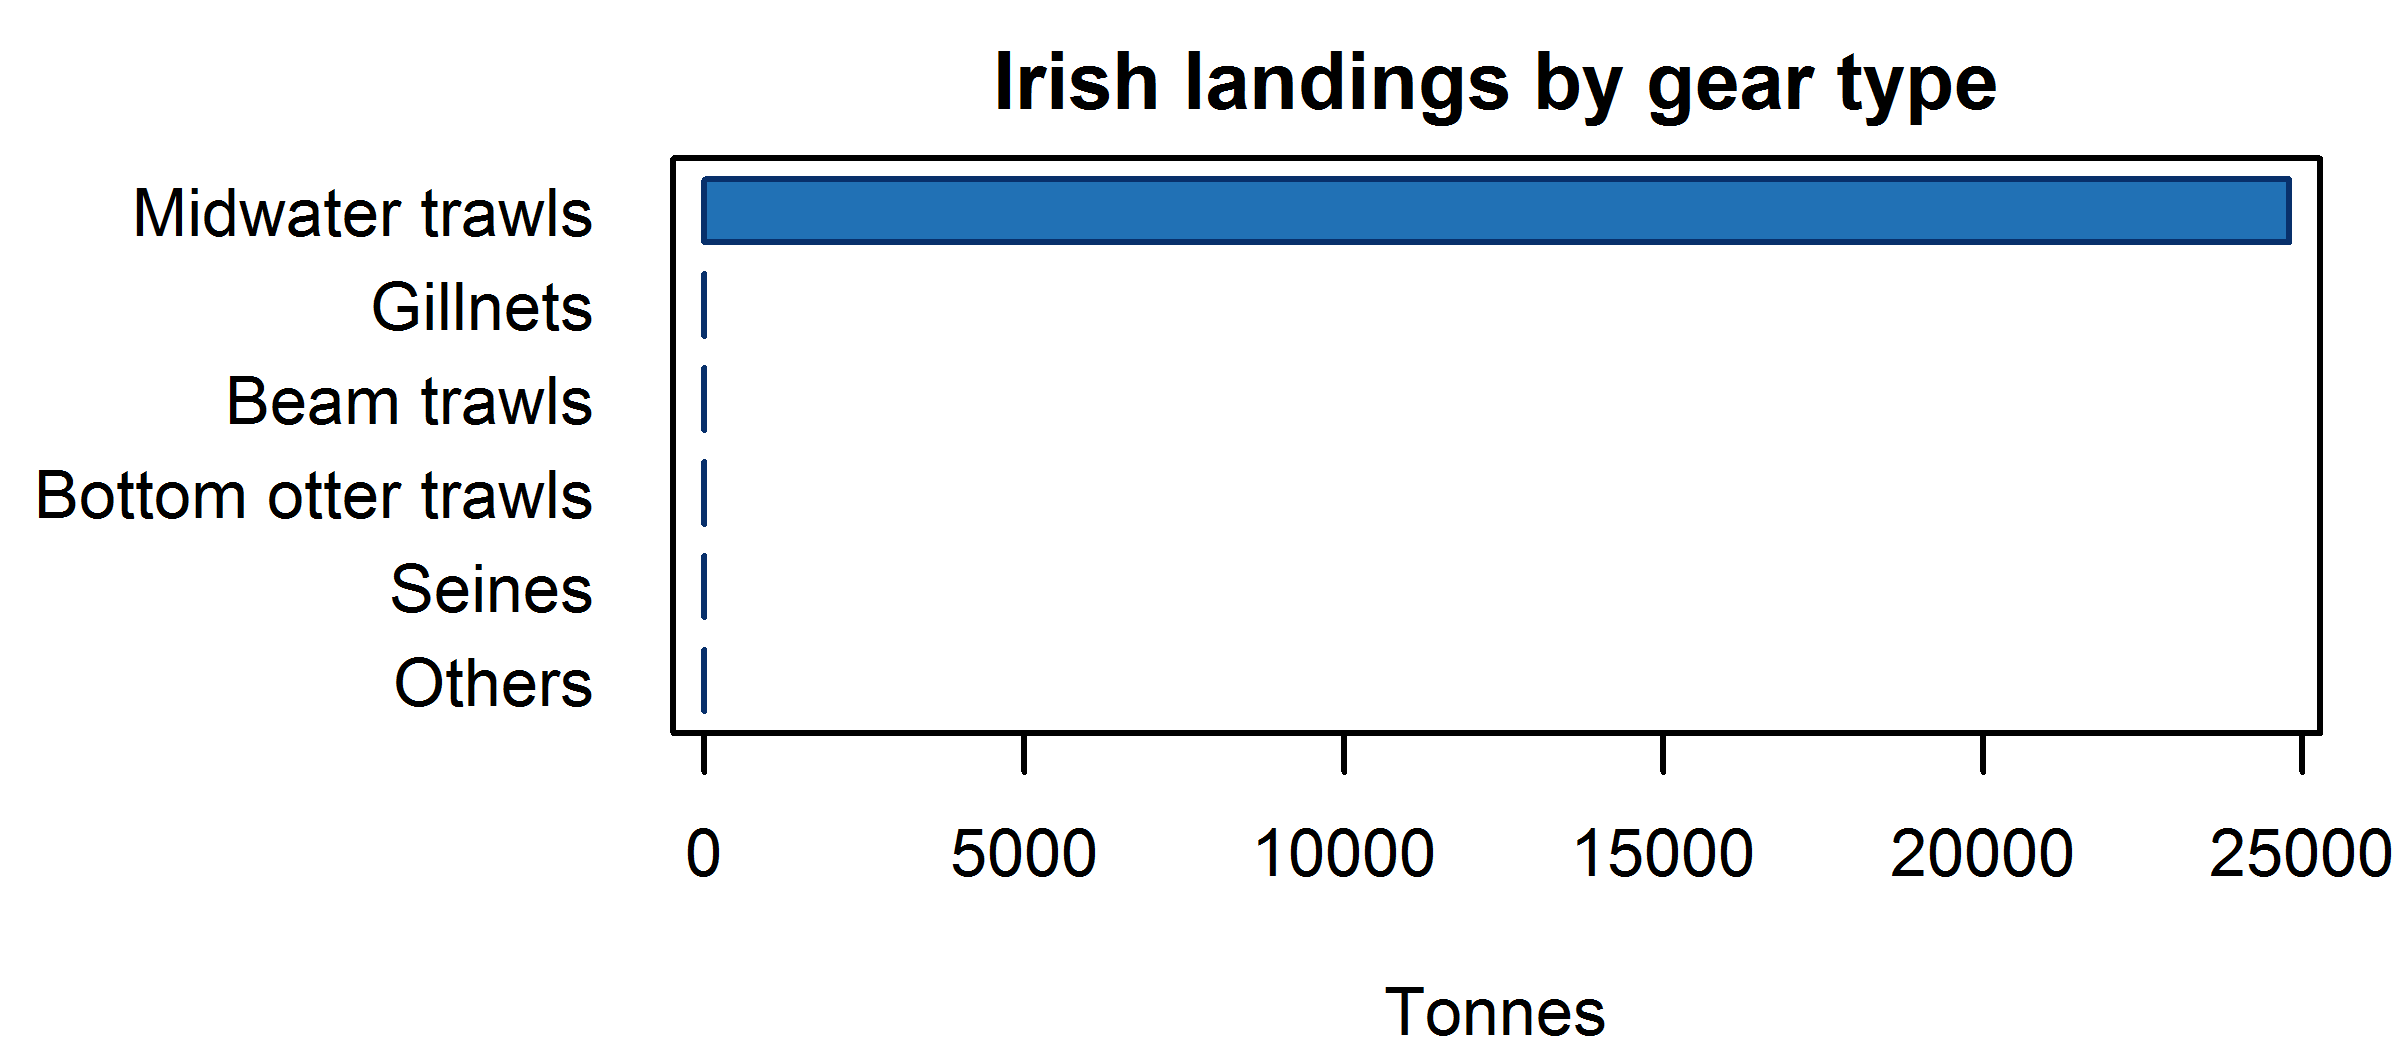 Irish landings by gear type
Midwater trawls
Gillnets
Beam trawls
Bottom otter trawls
Seines
Others
0 5000 10000 15000 20000 25000
Tonnes